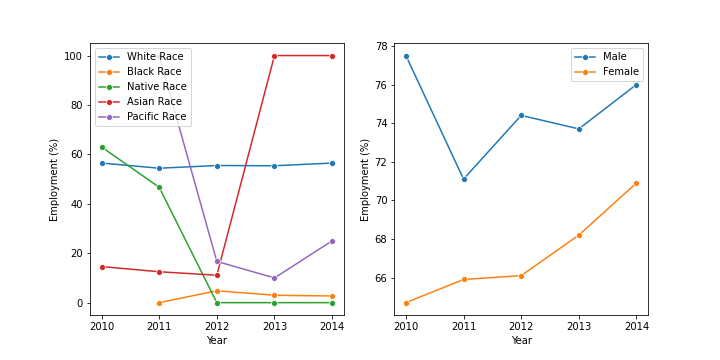 100
80
60
40
20
0
Employment (%)
White Race
Black Race
Native Race
Asian Race
Pacific Race
2010 2011 2012 2013 2014
Year
78
76
74
72
70
68
66
Employment (%)
Male
Female
2010 2011 2012 2013 2014
Year